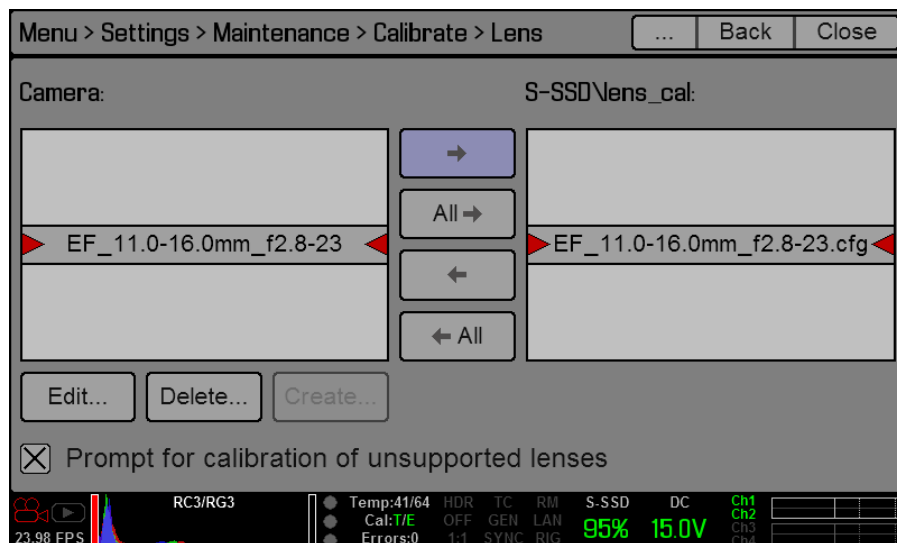 Menu > Settings > Maintenance > Calibrate > Lens ... Back Close
Camera: S-SSD\lens_cal:
EF_11.0-16.0mm_f2.8-23 EF_11.0-16.0mm_f2.8-23.cfg
All
All
Edit... Delete... Create...
Prompt for calibration of unsupported lenses
RC3/RG3 Temp:41/64 HDR TC RM S-SSD DC Ch1
Cal:T/E OFF GEN LAN 95% 15.0V Ch2
Ch3
23.98 FPS Errors:0 1:1 SYNC RIG Ch4